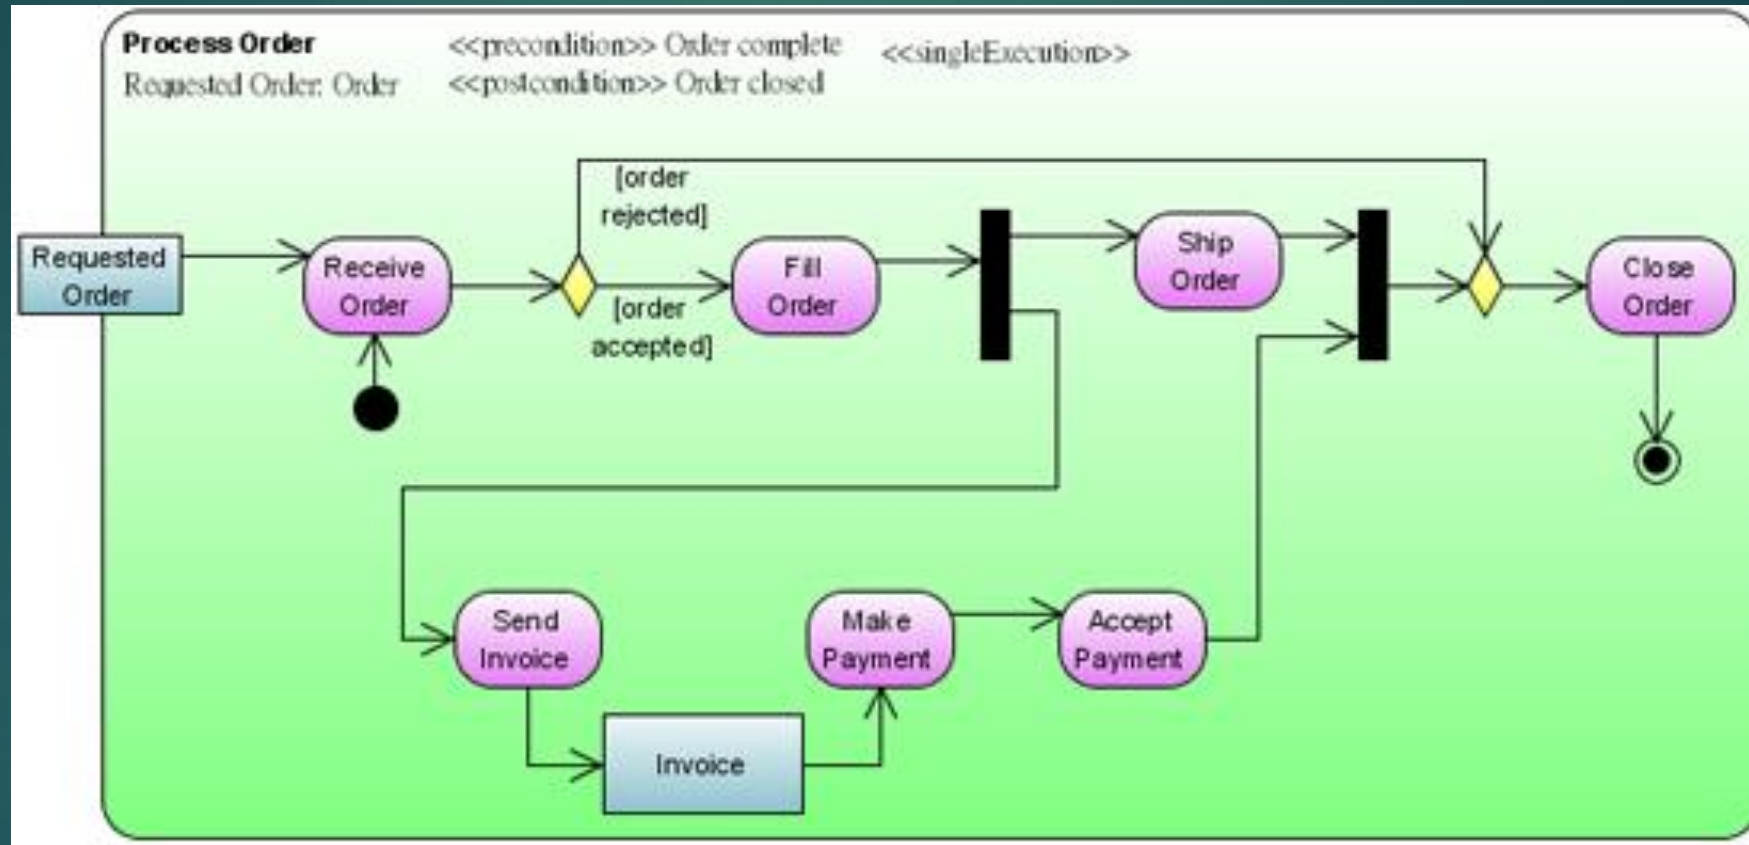 Process Order
<<precondition>> Order complete
<<singleExecution>>
Requested Order: Order
<<postcondition>> Order closed
[order
rejected]
Requested
Order
Receive
Order
[order
accepted]
Fill
Order
Ship
Order
Close
Order
Send
Invoice
Make
Payment
Accept
Payment
Invoice